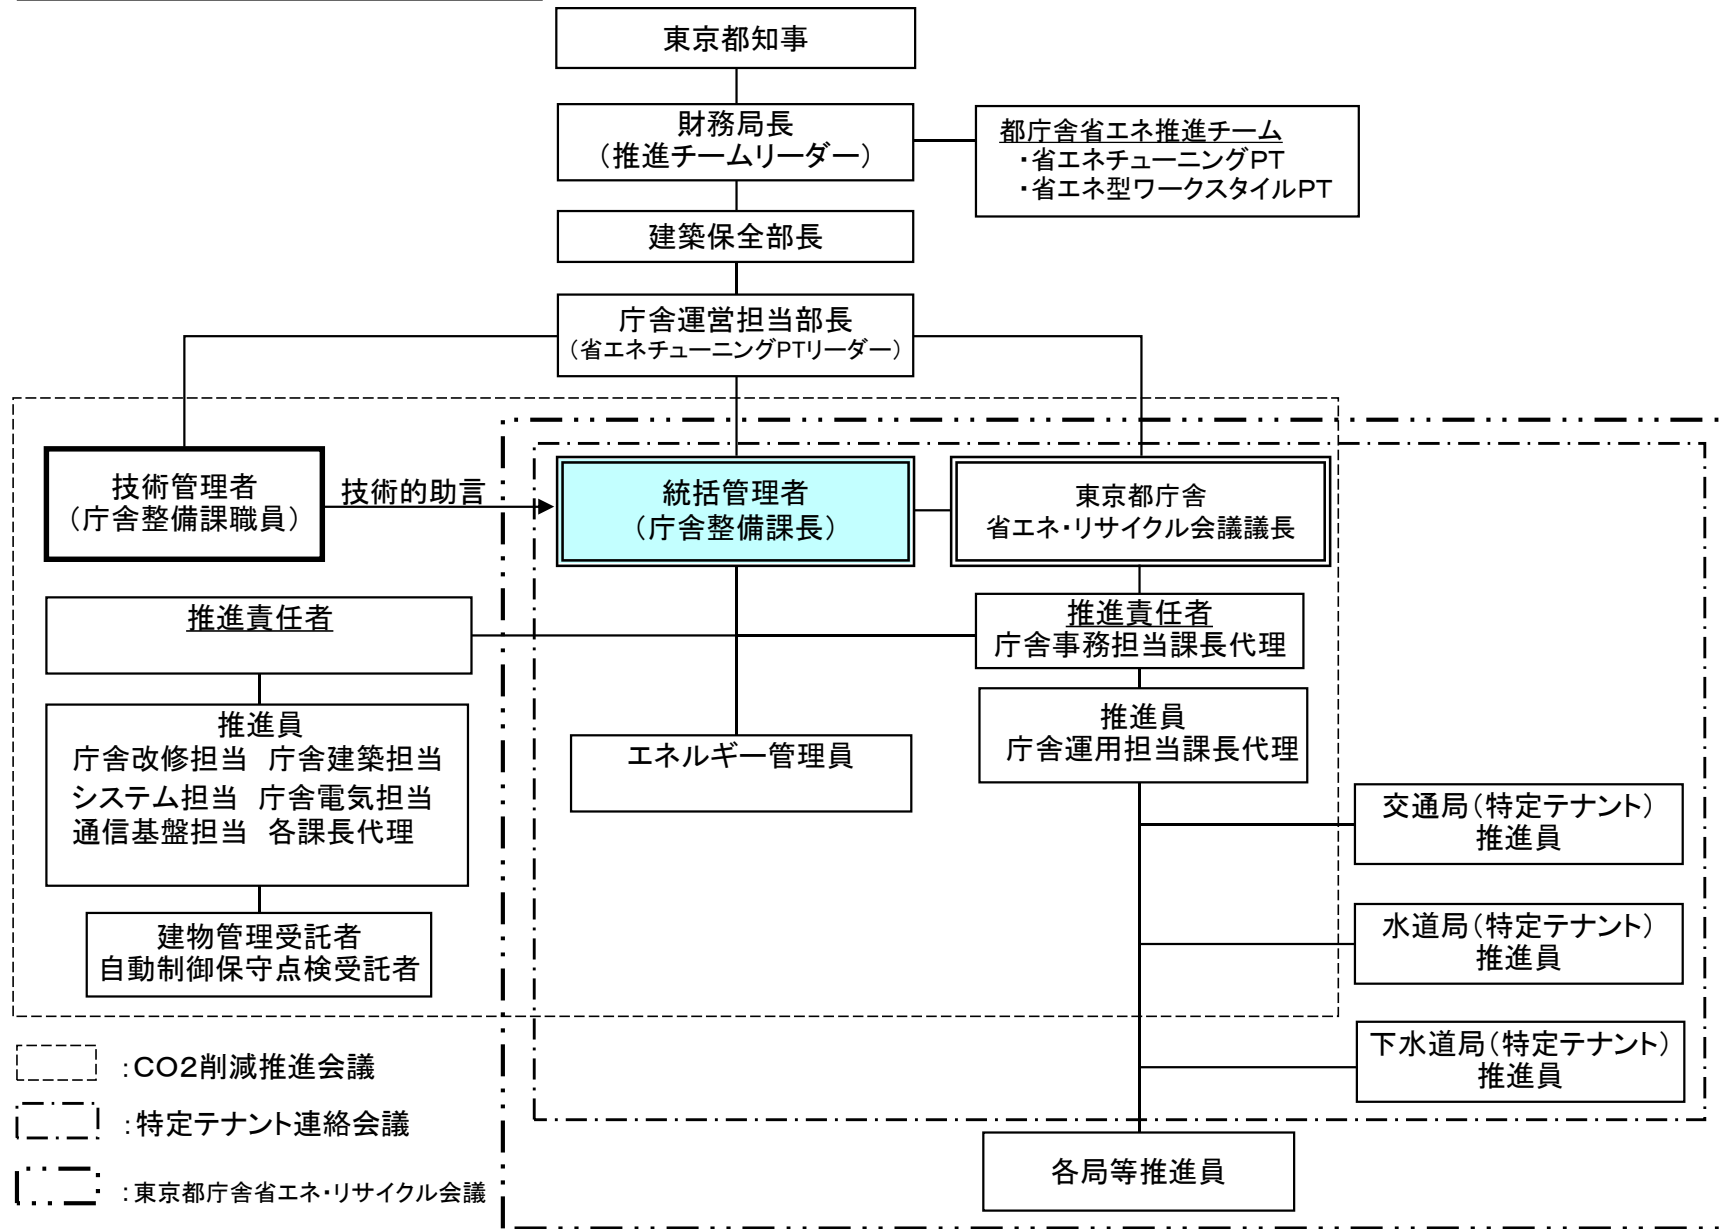 東京都知事
財務局長
（推進チームリーダー）
都庁舎省エネ推進チーム
・省エネチューニングPT
・省エネ型ワークスタイルPT
建築保全部長
庁舎運営担当部長
（省エネチューニングPTリーダー）
技術管理者
（庁舎整備課職員）
技術的助言
統括管理者
（庁舎整備課長）
東京都庁舎
省エネ・リサイクル会議議長
推進責任者
推進責任者
庁舎事務担当課長代理
推進員
庁舎改修担当 庁舎建築担当
システム担当 庁舎電気担当
通信基盤担当 各課長代理
エネルギー管理員
推進員
庁舎運用担当課長代理
交通局（特定テナント）
推進員
建物管理受託者
自動制御保守点検受託者
水道局（特定テナント）
推進員
下水道局（特定テナント）
推進員
各局等推進員
：CO2削減推進会議
：特定テナント連絡会議
：東京都庁舎省エネ・リサイクル会議